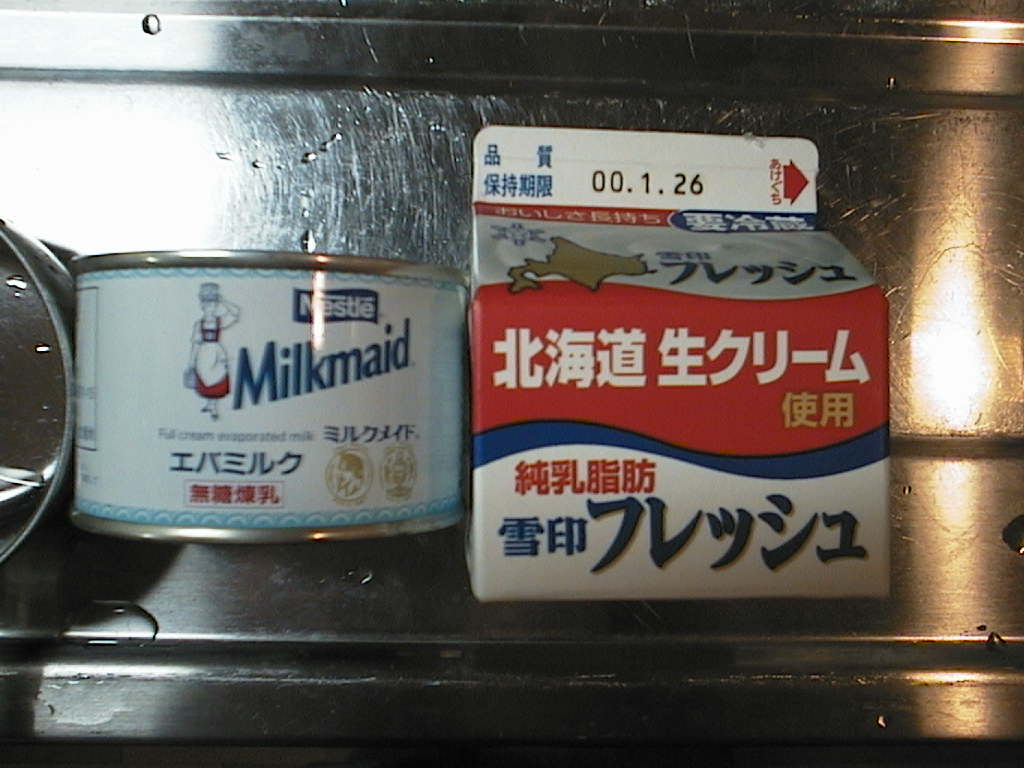 Nestlé
Milkmaid
Full cream evaporated milk ミルクメイド
エバミルク
無糖煉乳
品質
保持期限 00.1.26
あけぐち
おいしさ長持ち 要冷蔵
雪印
フレッシュ
北海道 生クリーム
使用
純乳脂肪
雪印フレッシュ